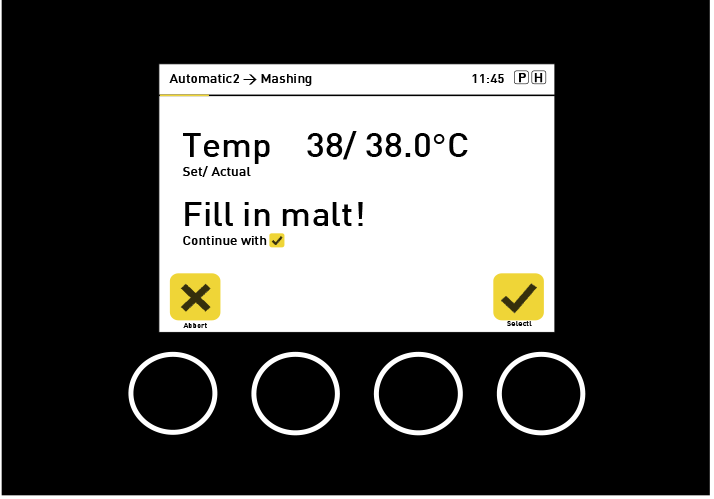 Automatic2 → Mashing 11:45 P H
Temp 38/ 38.0°C
Set/ Actual
Fill in malt!
Continue with
Abbort
Selectl